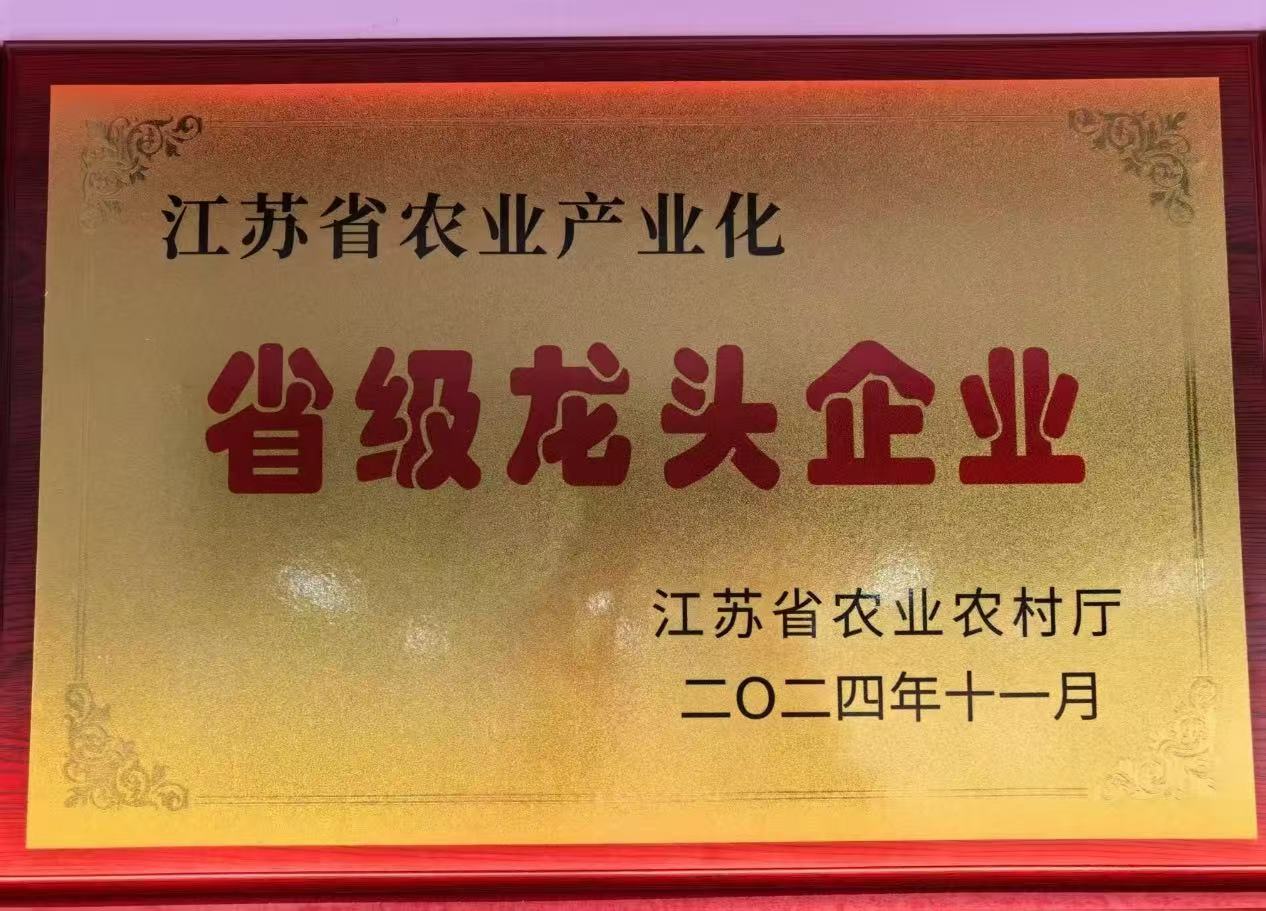 江苏省农业产业化
省级龙头企业
江苏省农业农村厅
二〇二四年十一月